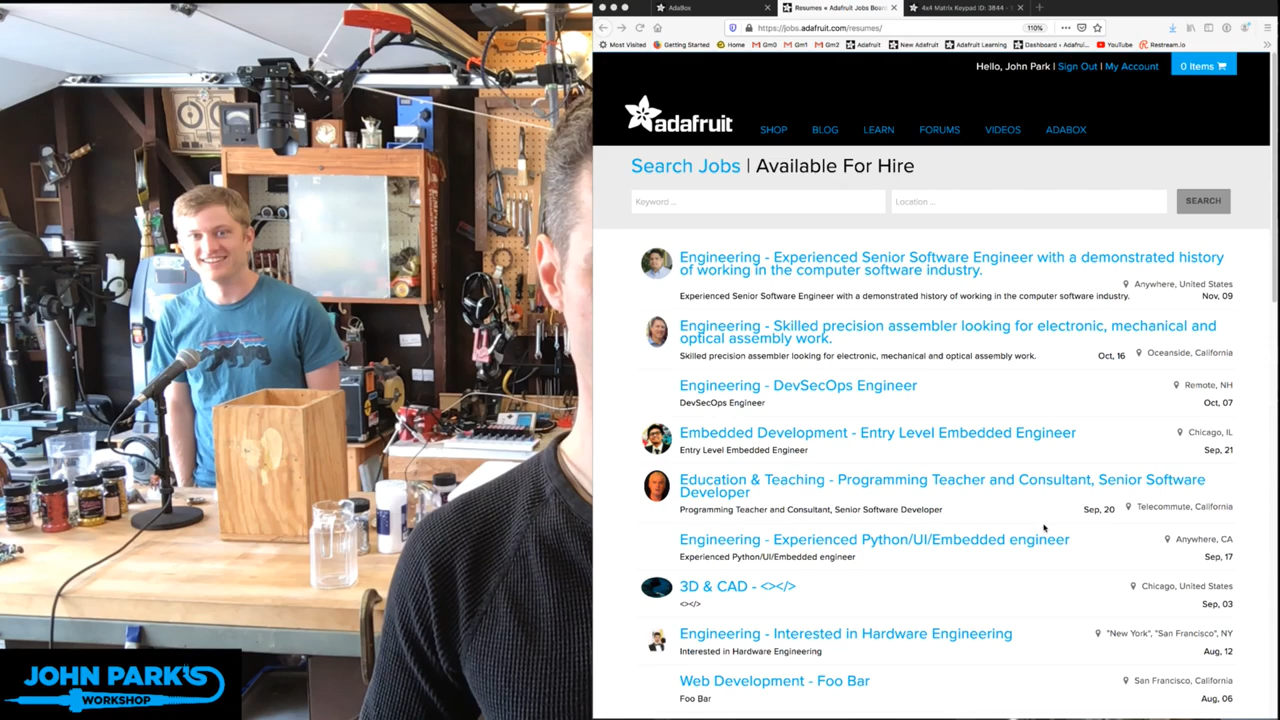 AdaBox
Resumes « Adafruit Jobs Board
4x4 Matrix Keypad ID: 3844 -
https://jobs.adafruit.com/resumes/
110%
Most Visited
Getting Started
Home
Gm0
Gm1
Gm2
Adafruit
New Adafruit
Adafruit Learning
Dashboard ‹ Adafrui...
YouTube
Restream.io
Hello, John Park | Sign Out | My Account
0 Items
adafruit
SHOP
BLOG
LEARN
FORUMS
VIDEOS
ADABOX
Search Jobs | Available For Hire
Keyword ...
Location ...
SEARCH
Engineering - Experienced Senior Software Engineer with a demonstrated history
of working in the computer software industry.
Anywhere, United States
Experienced Senior Software Engineer with a demonstrated history of working in the computer software industry.
Nov, 09
Engineering - Skilled precision assembler looking for electronic, mechanical and
optical assembly work.
Oceanside, California
Skilled precision assembler looking for electronic, mechanical and optical assembly work.
Oct, 16
Engineering - DevSecOps Engineer
Remote, NH
DevSecOps Engineer
Oct, 07
Embedded Development - Entry Level Embedded Engineer
Chicago, IL
Entry Level Embedded Engineer
Sep, 21
Education & Teaching - Programming Teacher and Consultant, Senior Software
Developer
Telecommute, California
Programming Teacher and Consultant, Senior Software Developer
Sep, 20
Engineering - Experienced Python/UI/Embedded engineer
Anywhere, CA
Experienced Python/UI/Embedded engineer
Sep, 17
3D & CAD - <></>
Chicago, United States
<></>
Sep, 03
Engineering - Interested in Hardware Engineering
"New York", "San Francisco", NY
Interested in Hardware Engineering
Aug, 12
Web Development - Foo Bar
San Francisco, California
Foo Bar
Aug, 06
JOHN PARK'S
WORKSHOP